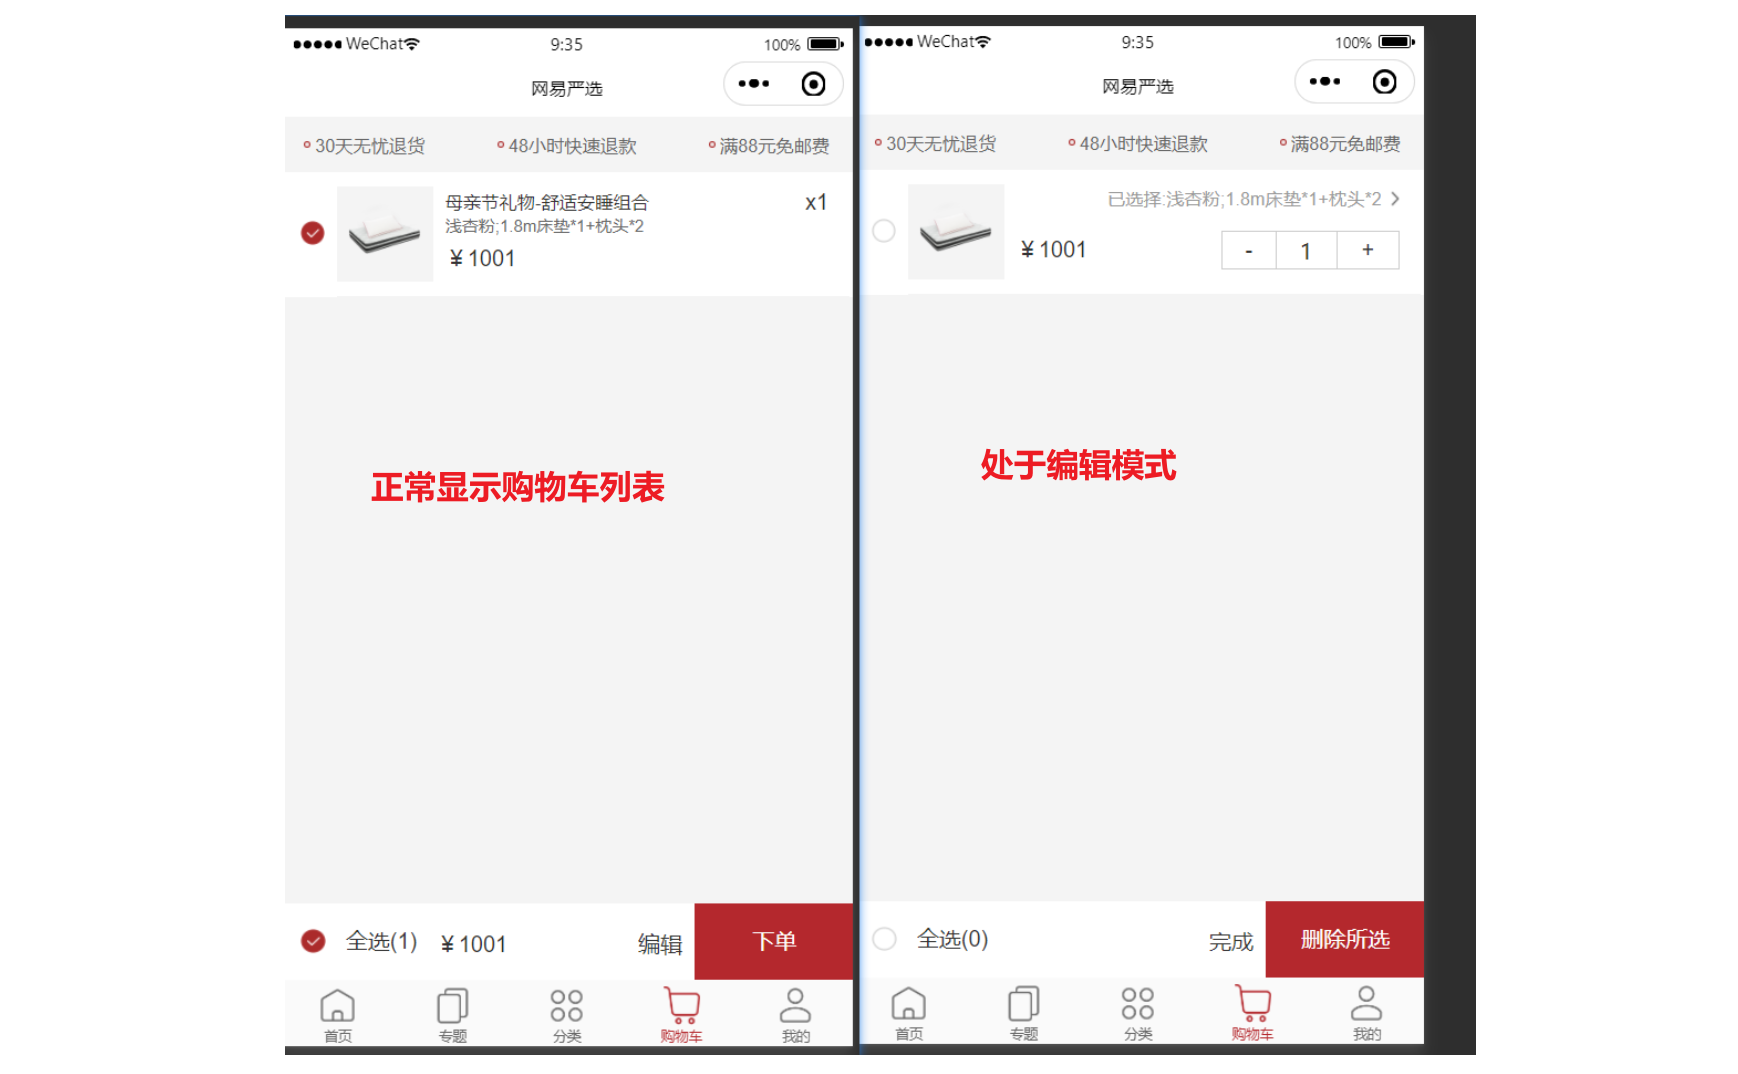 WeChat 9:35 100%
网易严选
30天无忧退货 48小时快速退款 满88元免邮费
母亲节礼物-舒适安睡组合 x1
浅杏粉;1.8m床垫*1+枕头*2
¥1001
正常显示购物车列表
全选(1) ¥1001 编辑 下单
首页 专题 分类 购物车 我的
WeChat 9:35 100%
网易严选
30天无忧退货 48小时快速退款 满88元免邮费
已选择:浅杏粉;1.8m床垫*1+枕头*2
¥1001 - 1 +
处于编辑模式
全选(0) 完成 删除所选
首页 专题 分类 购物车 我的